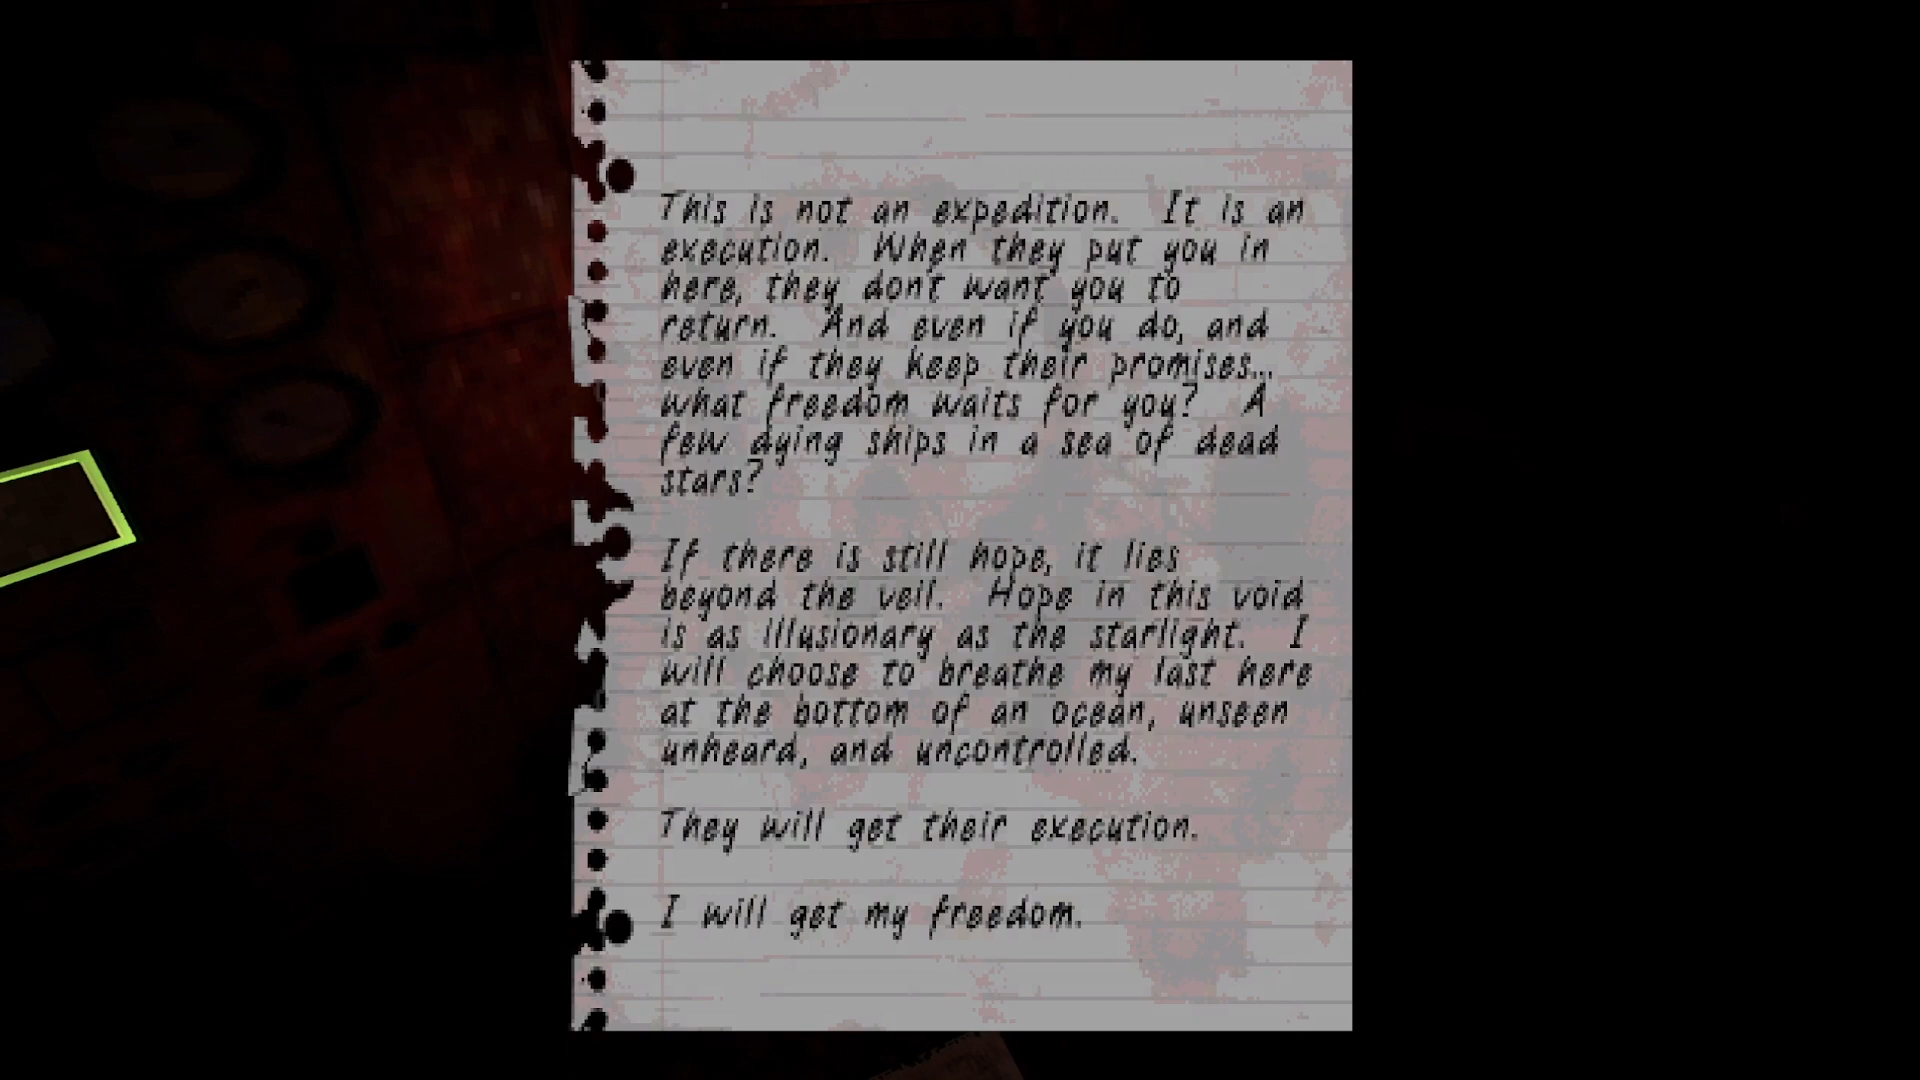 This is not an expedition.  It is an
execution.  When they put you in
here, they don't want you to
return.  And even if you do, and
even if they keep their promises...
what freedom waits for you?  A
few dying ships in a sea of dead
stars?
If there is still hope, it lies
beyond the veil.  Hope in this void
is as illusionary as the starlight.  I
will choose to breathe my last here
at the bottom of an ocean, unseen
unheard, and uncontrolled.
They will get their execution.
I will get my freedom.